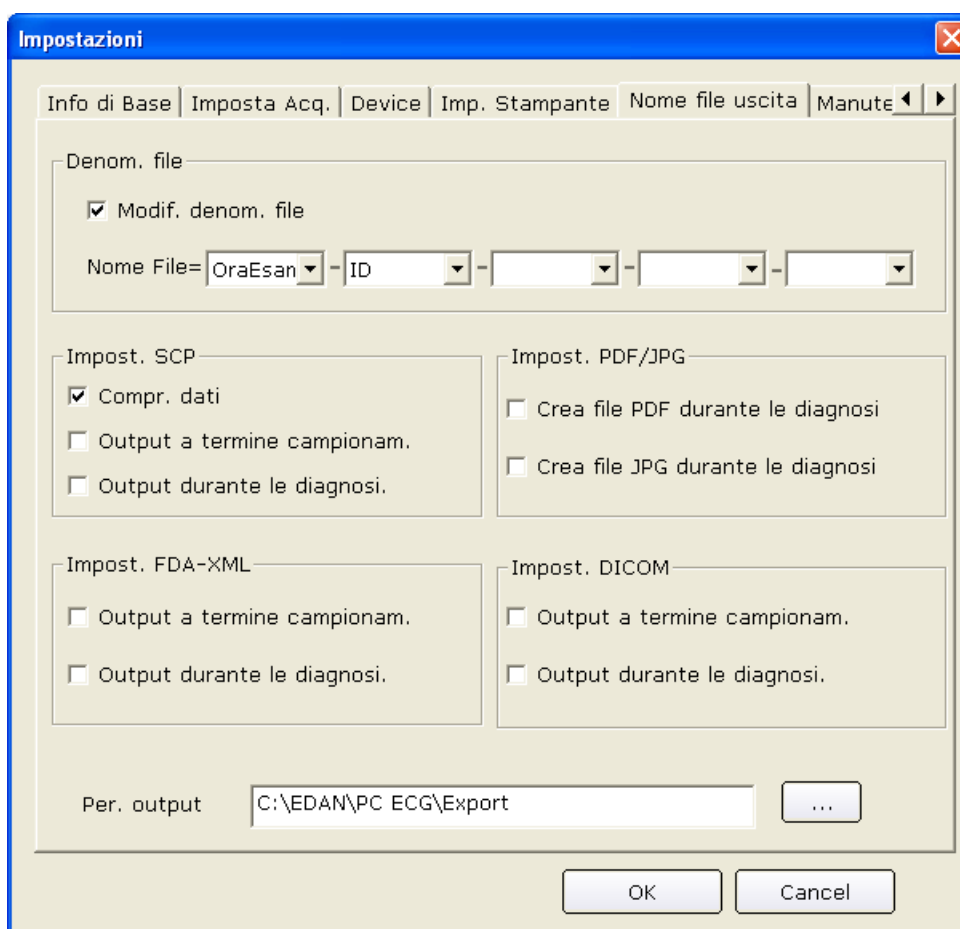 Impostazioni
Info di Base Imposta Acq. Device Imp. Stampante Nome file uscita Manute
Denom. file
Modif. denom. file
Nome File= OraEsan - ID - - -
Impost. SCP
Compr. dati
Output a termine campionam.
Output durante le diagnosi.
Impost. PDF/JPG
Crea file PDF durante le diagnosi
Crea file JPG durante le diagnosi
Impost. FDA-XML
Output a termine campionam.
Output durante le diagnosi.
Impost. DICOM
Output a termine campionam.
Output durante le diagnosi.
Per. output C:\EDAN\PC ECG\Export ...
OK Cancel